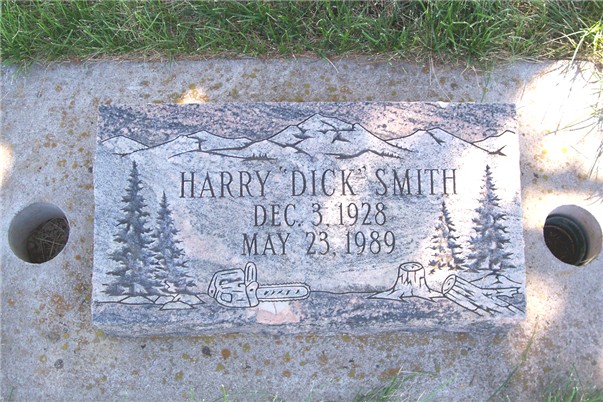 HARRY "DICK" SMITH
DEC. 3, 1928
MAY 23, 1989